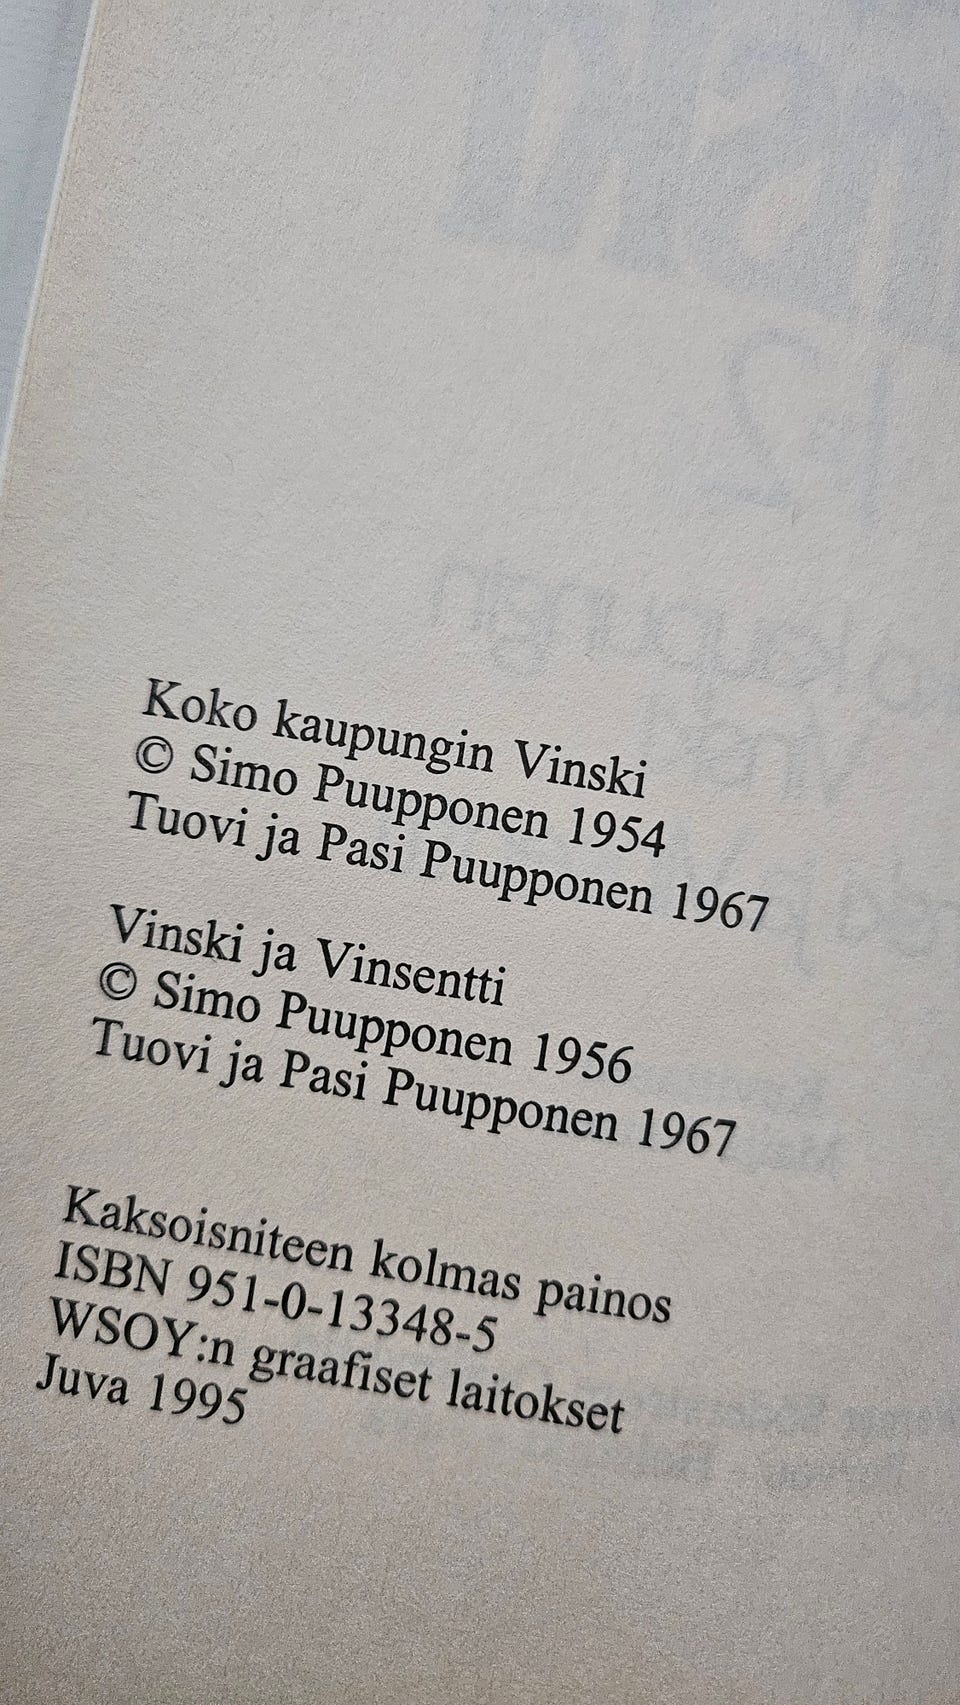 Koko kaupungin Vinski
© Simo Puupponen 1954
Tuovi ja Pasi Puupponen 1967
Vinski ja Vinsentti
© Simo Puupponen 1956
Tuovi ja Pasi Puupponen 1967
Kaksoisniteen kolmas painos
ISBN 951-0-13348-5
WSOY:n graafiset laitokset
Juva 1995